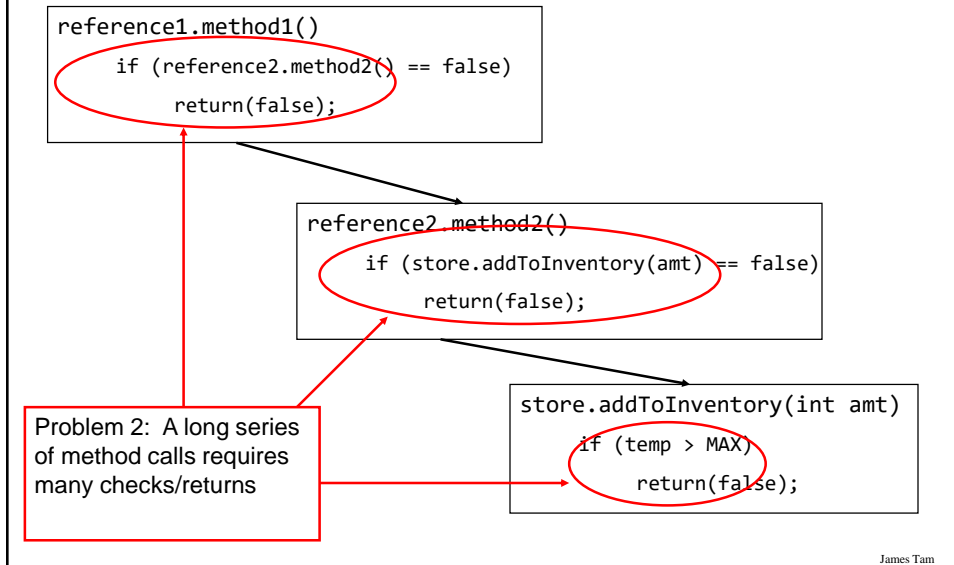 reference1.method1()
if (reference2.method2() == false)
return(false);
reference2.method2()
if (store.addToInventory(amt) == false)
return(false);
store.addToInventory(int amt)
if (temp > MAX)
return(false);
Problem 2: A long series
of method calls requires
many checks/returns
James Tam